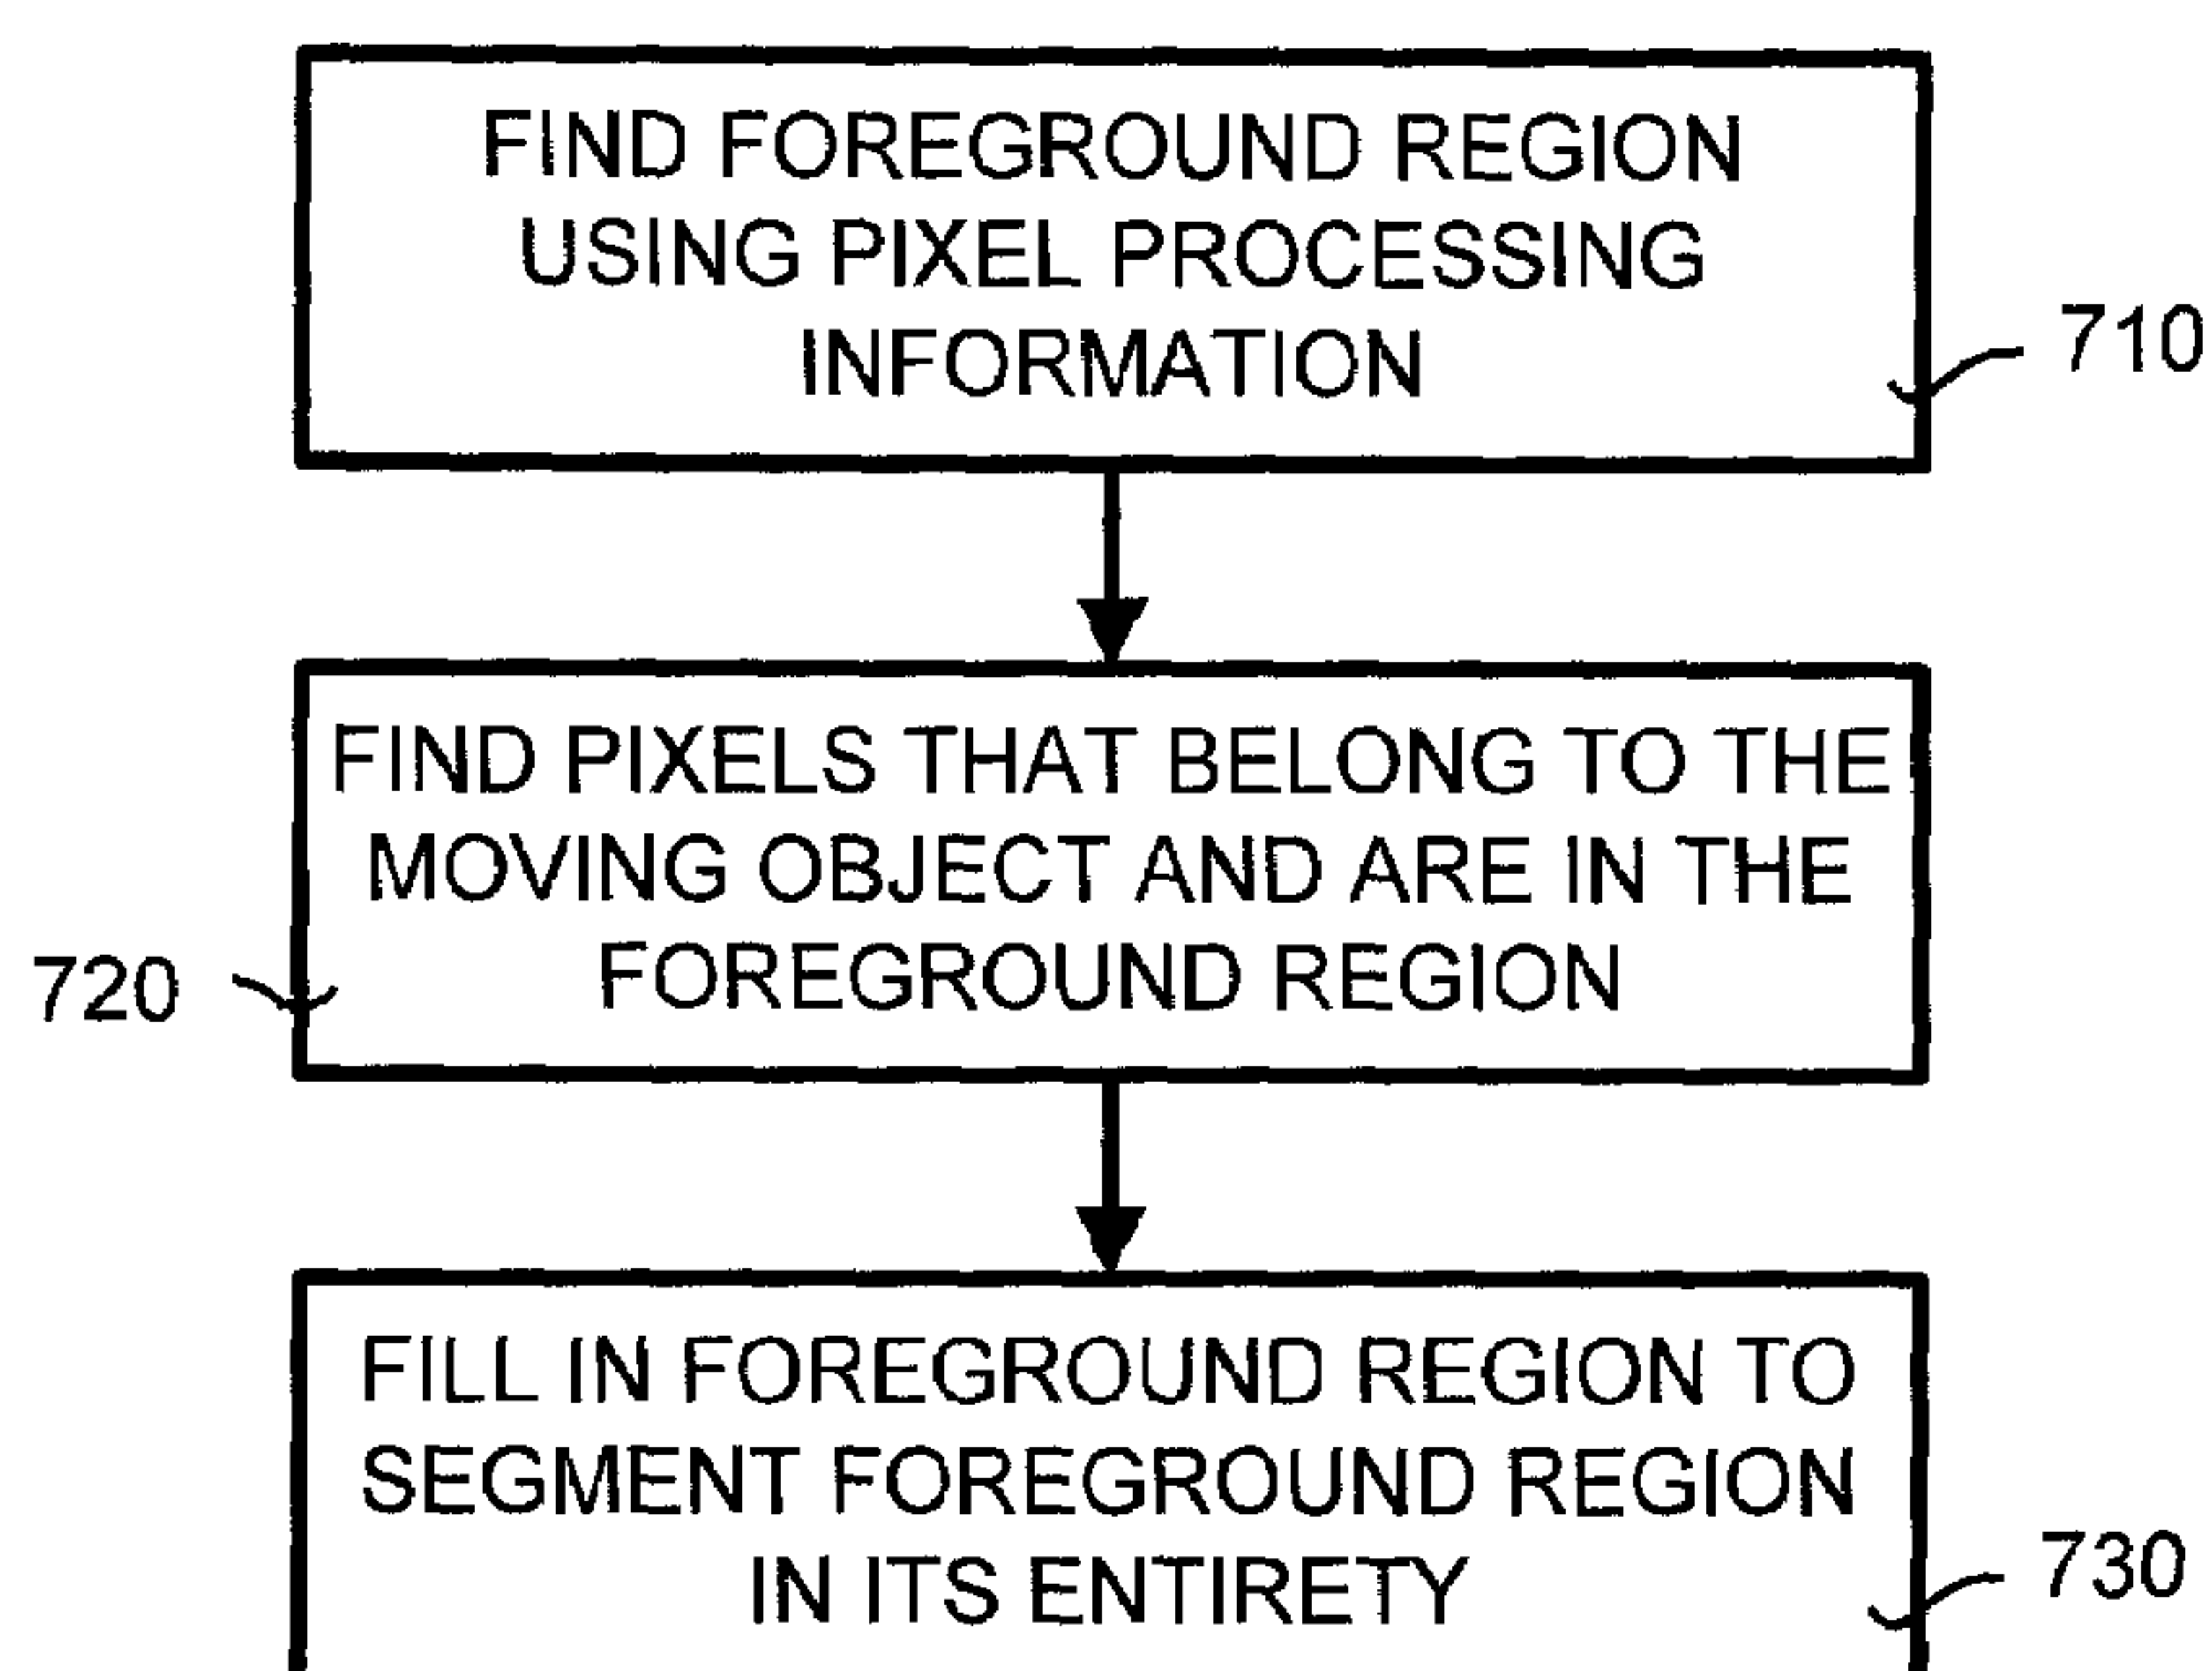 FIND FOREGROUND REGION
USING PIXEL PROCESSING
INFORMATION
710
FIND PIXELS THAT BELONG TO THE
MOVING OBJECT AND ARE IN THE
FOREGROUND REGION
720
FILL IN FOREGROUND REGION TO
SEGMENT FOREGROUND REGION
IN ITS ENTIRETY
730